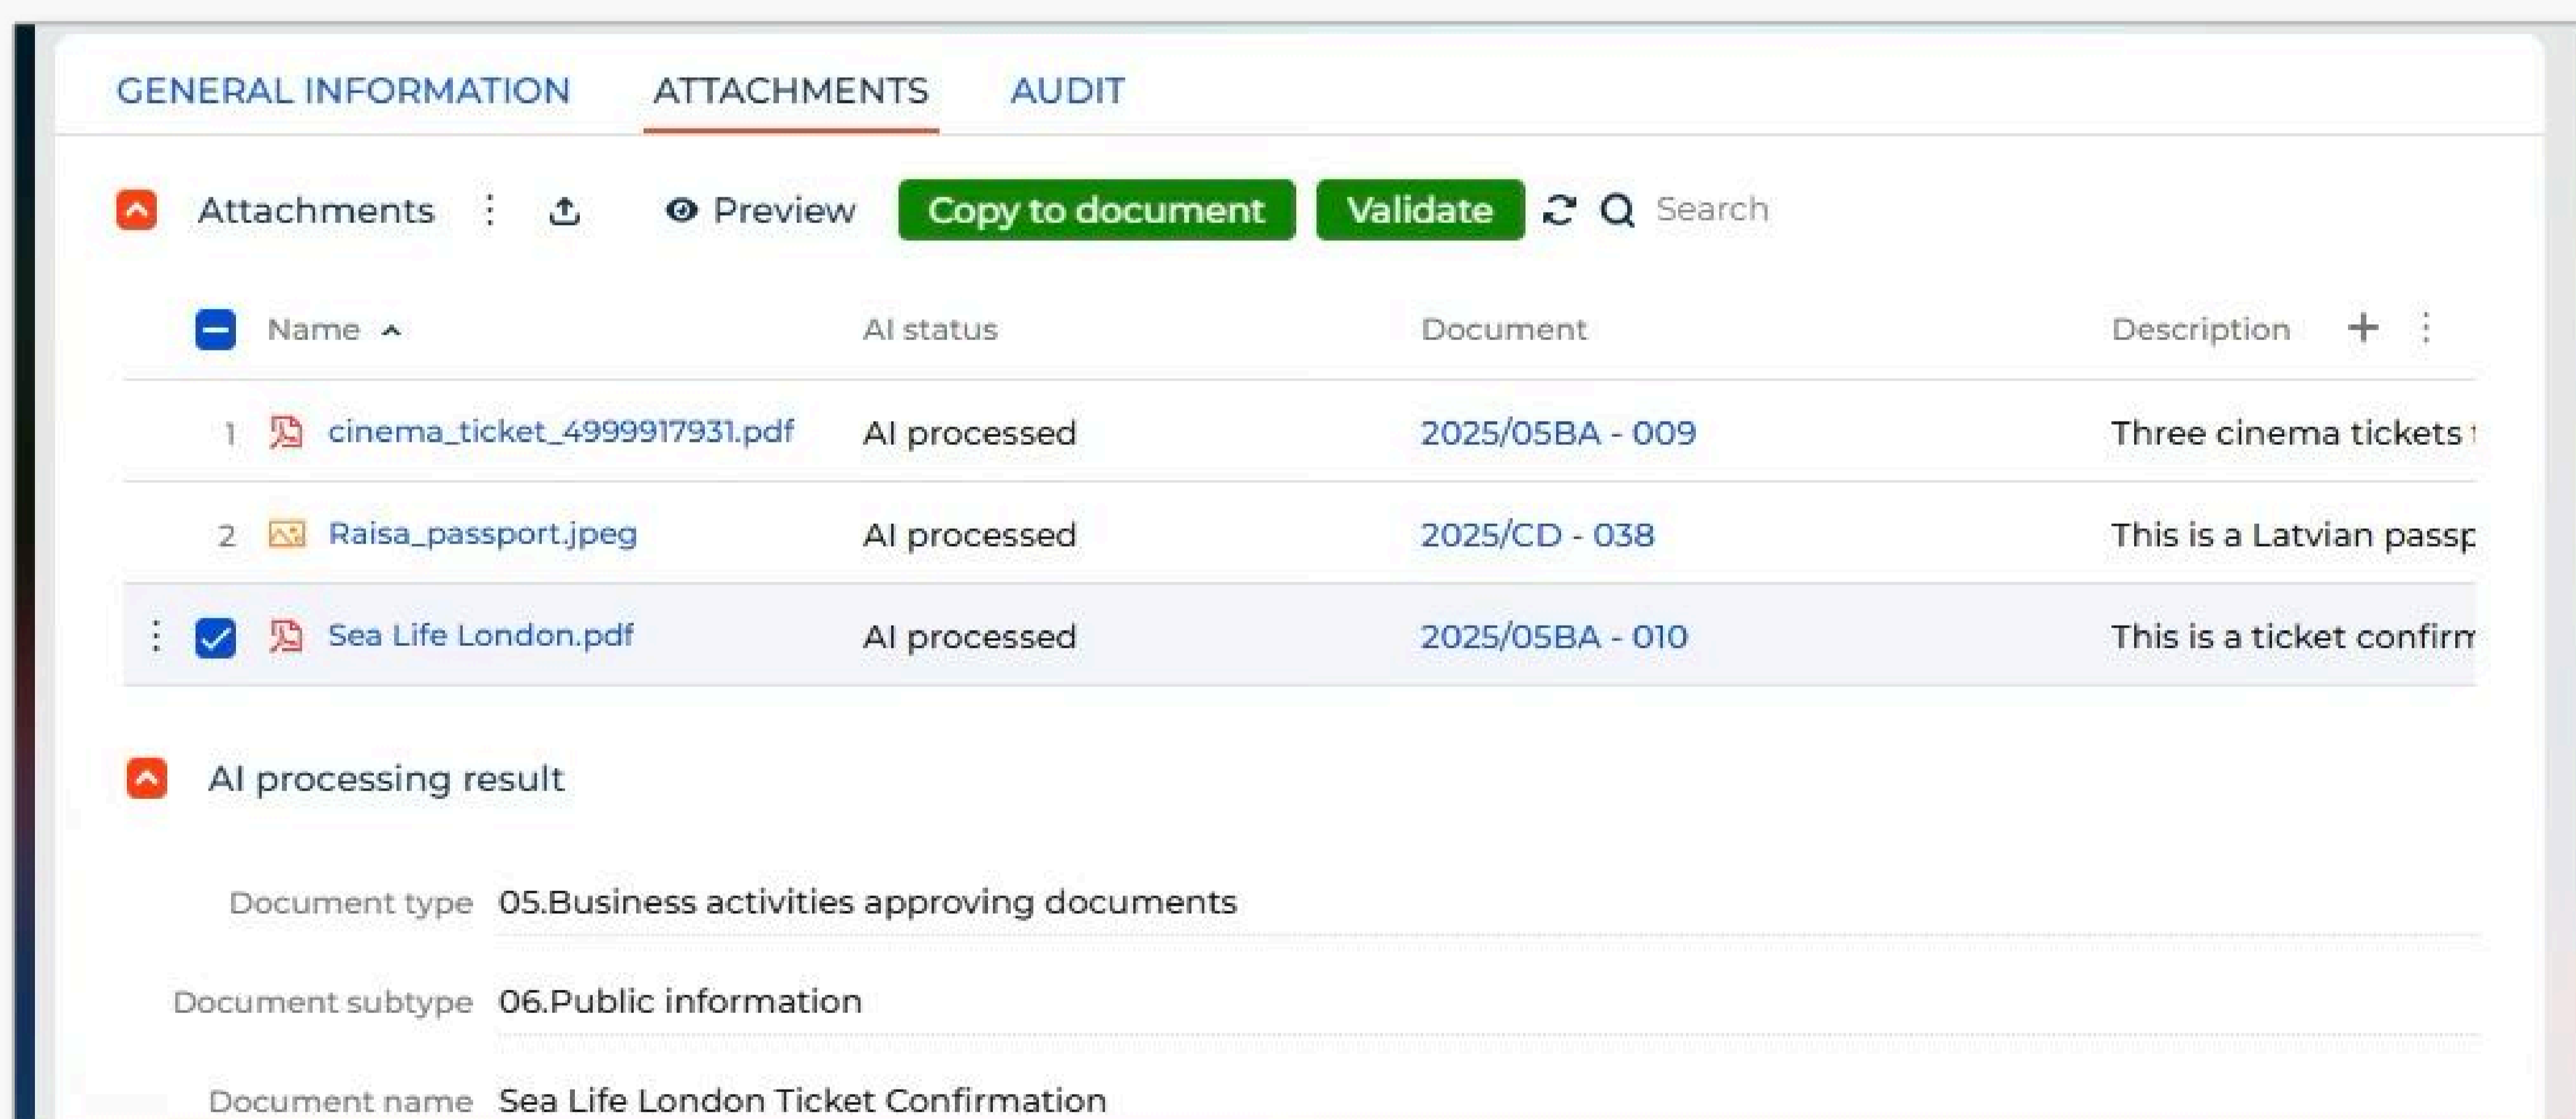 GENERAL INFORMATION ATTACHMENTS AUDIT
Attachments Preview Copy to document Validate Search
Name AI status Document Description
1 cinema_ticket_4999917931.pdf AI processed 2025/05BA - 009 Three cinema tickets
2 Raisa_passport.jpeg AI processed 2025/CD - 038 This is a Latvian passp
Sea Life London.pdf AI processed 2025/05BA - 010 This is a ticket confirm
AI processing result
Document type 05.Business activities approving documents
Document subtype 06.Public information
Document name Sea Life London Ticket Confirmation